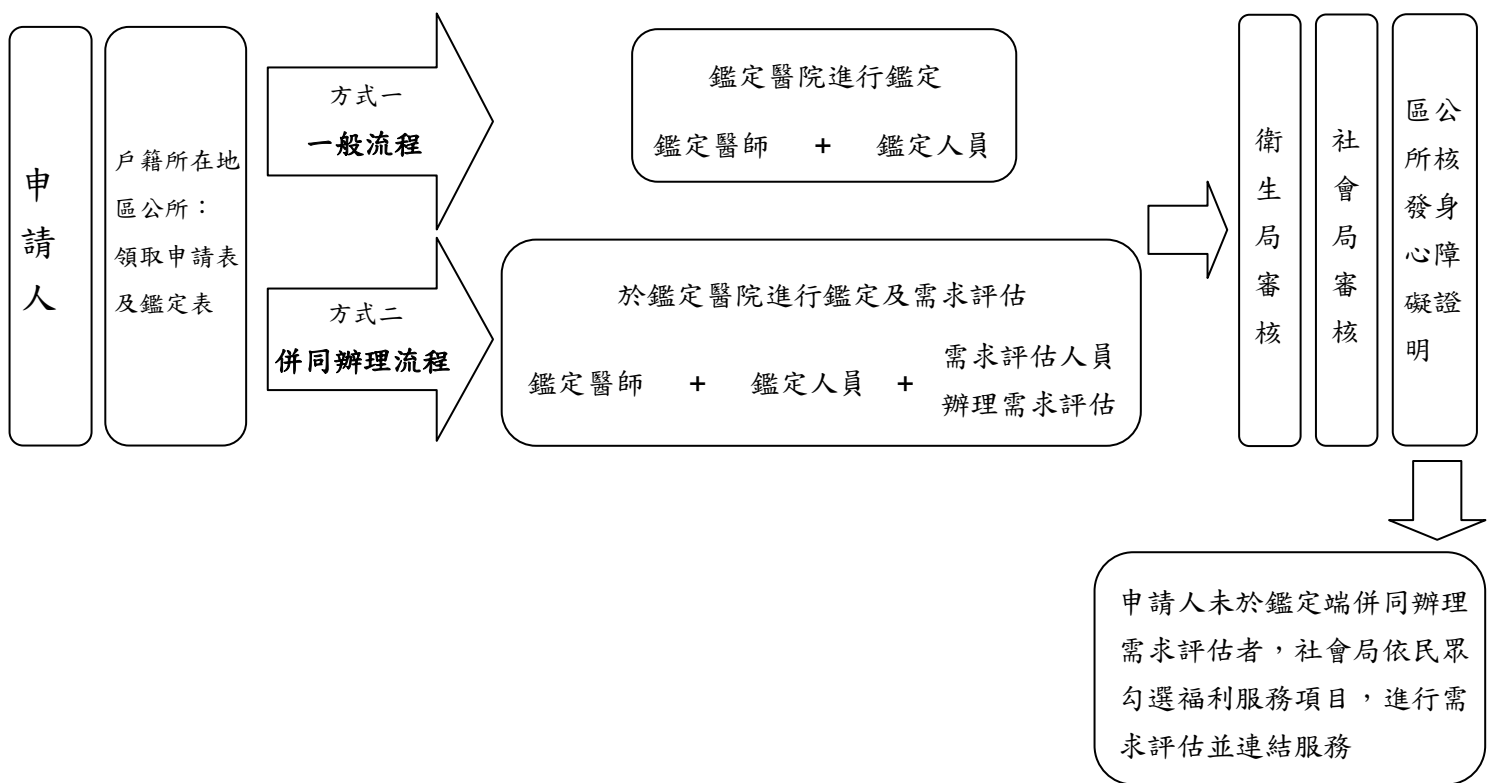 申請人
戶籍所在地
區公所：
領取申請表
及鑑定表
方式一
一般流程
鑑定醫院進行鑑定
鑑定醫師 + 鑑定人員
方式二
併同辦理流程
於鑑定醫院進行鑑定及需求評估
鑑定醫師 + 鑑定人員 + 需求評估人員
辦理需求評估
衛生局審核
社會局審核
區公
所核
發身
心障
礙證
明
申請人未於鑑定端併同辦理
需求評估者，社會局依民眾
勾選福利服務項目，進行需
求評估並連結服務